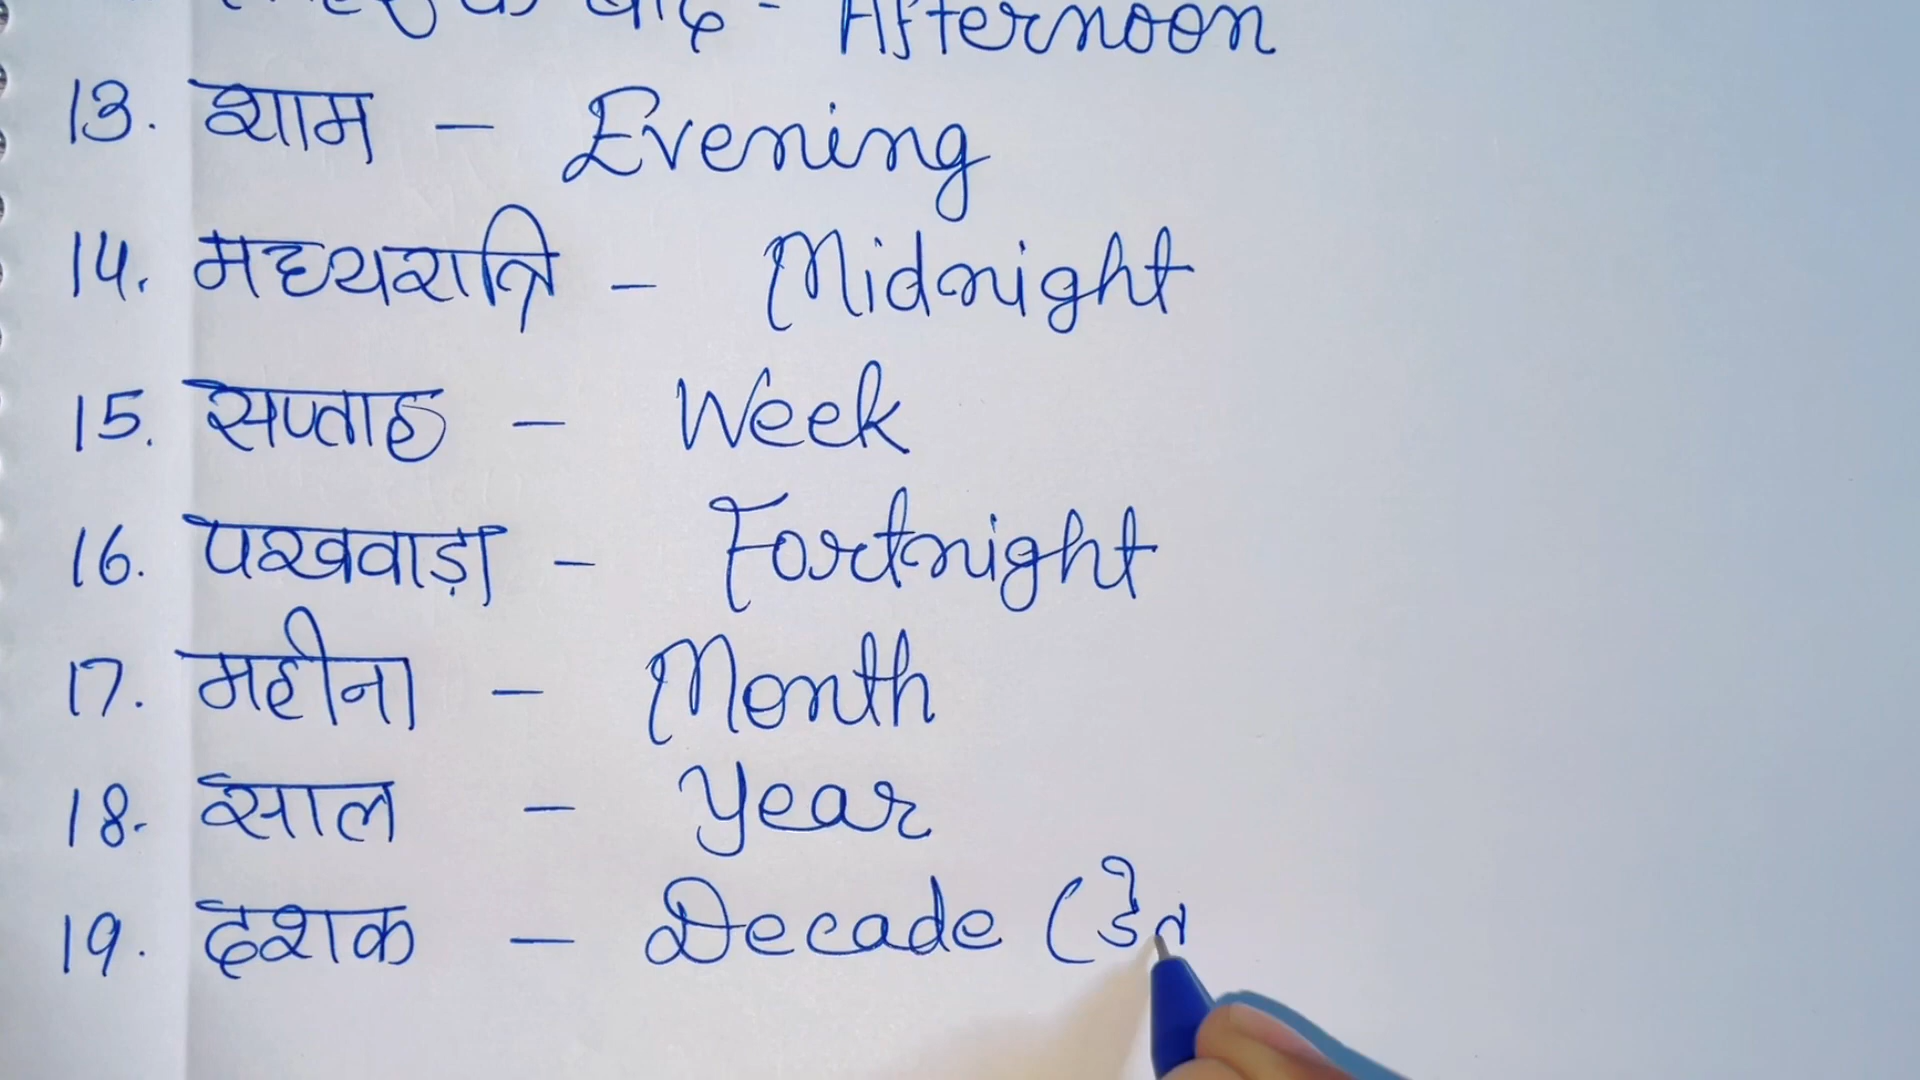 के बाद - Afternoon
13. शाम - Evening
14. मध्यरात्रि - Midnight
15. सप्ताह - Week
16. पखवाड़ा - Fortnight
17. महीना - Month
18. साल - Year
19. दशक - Decade (डे